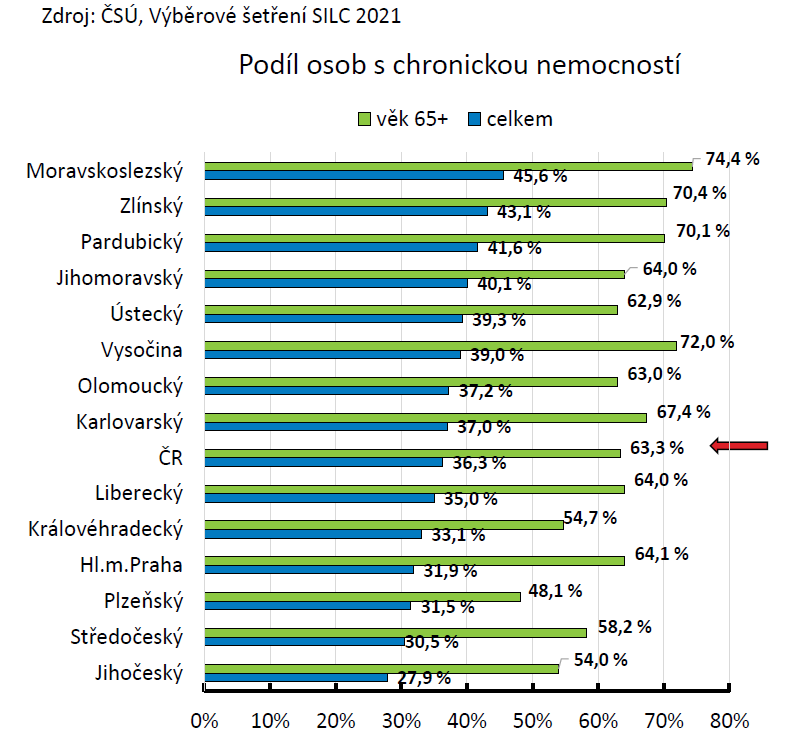 Zdroj: ČSÚ, Výběrové šetření SILC 2021
Podíl osob s chronickou nemocností
věk 65+ celkem
Moravskoslezský 74,4 %
45,6 %
Zlínský 70,4 %
43,1 %
Pardubický 70,1 %
41,6 %
Jihomoravský 64,0 %
40,1 %
Ústecký 62,9 %
39,3 %
Vysočina 72,0 %
39,0 %
Olomoucký 63,0 %
37,2 %
Karlovarský 67,4 %
37,0 %
ČR 63,3 %
36,3 %
Liberecký 64,0 %
35,0 %
Královéhradecký 54,7 %
33,1 %
Hl.m.Praha 64,1 %
31,9 %
Plzeňský 48,1 %
31,5 %
Středočeský 58,2 %
30,5 %
Jihočeský 54,0 %
27,9 %
0% 10% 20% 30% 40% 50% 60% 70% 80%